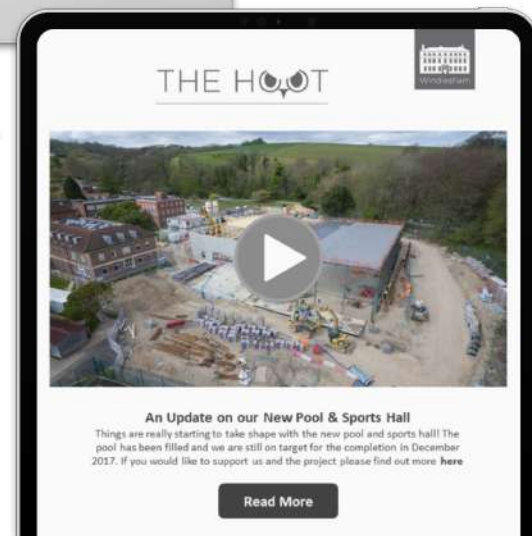 THE HOOT
Windlesham
An Update on our New Pool & Sports Hall
Things are really starting to take shape with the new pool and sports hall! The
pool has been filled and we are still on target for the completion in December
2017. If you would like to support us and the project please find out more here
Read More